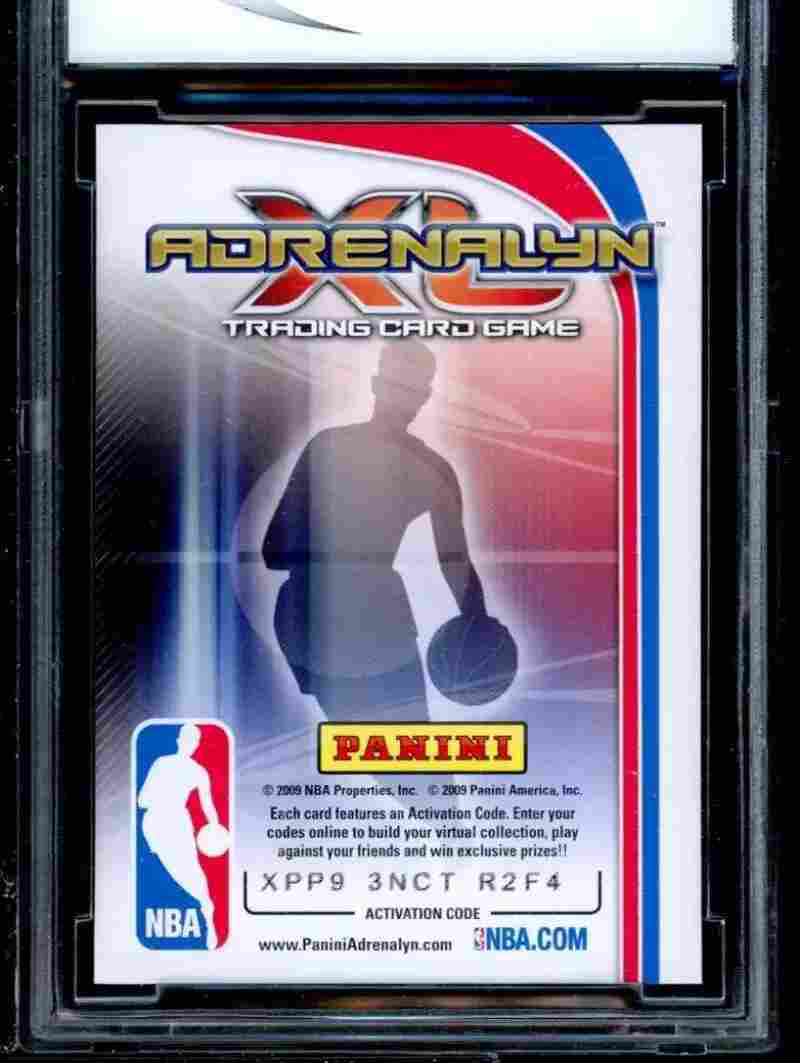 XL
ADRENALYN™
TRADING CARD GAME
PANINI
© 2009 NBA Properties, Inc. © 2009 Panini America, Inc.
Each card features an Activation Code. Enter your
codes online to build your virtual collection, play
against your friends and win exclusive prizes!!
XPP9 3NCT R2F4
ACTIVATION CODE
NBA
www.PaniniAdrenalyn.com NBA.COM